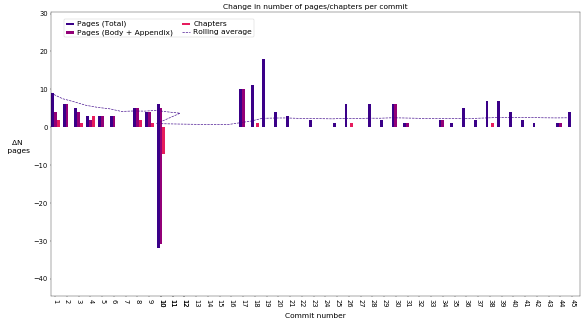 Change in number of pages/chapters per commit
Pages (Total)
Pages (Body + Appendix)
Chapters
Rolling average
30
20
10
0
−10
−20
−30
−40
ΔN
pages
1 2 3 4 5 6 7 8 9 10 11 12 13 14 15 16 17 18 19 20 21 22 23 24 25 26 27 28 29 30 31 32 33 34 35 36 37 38 39 40 41 42 43 44 45
Commit number